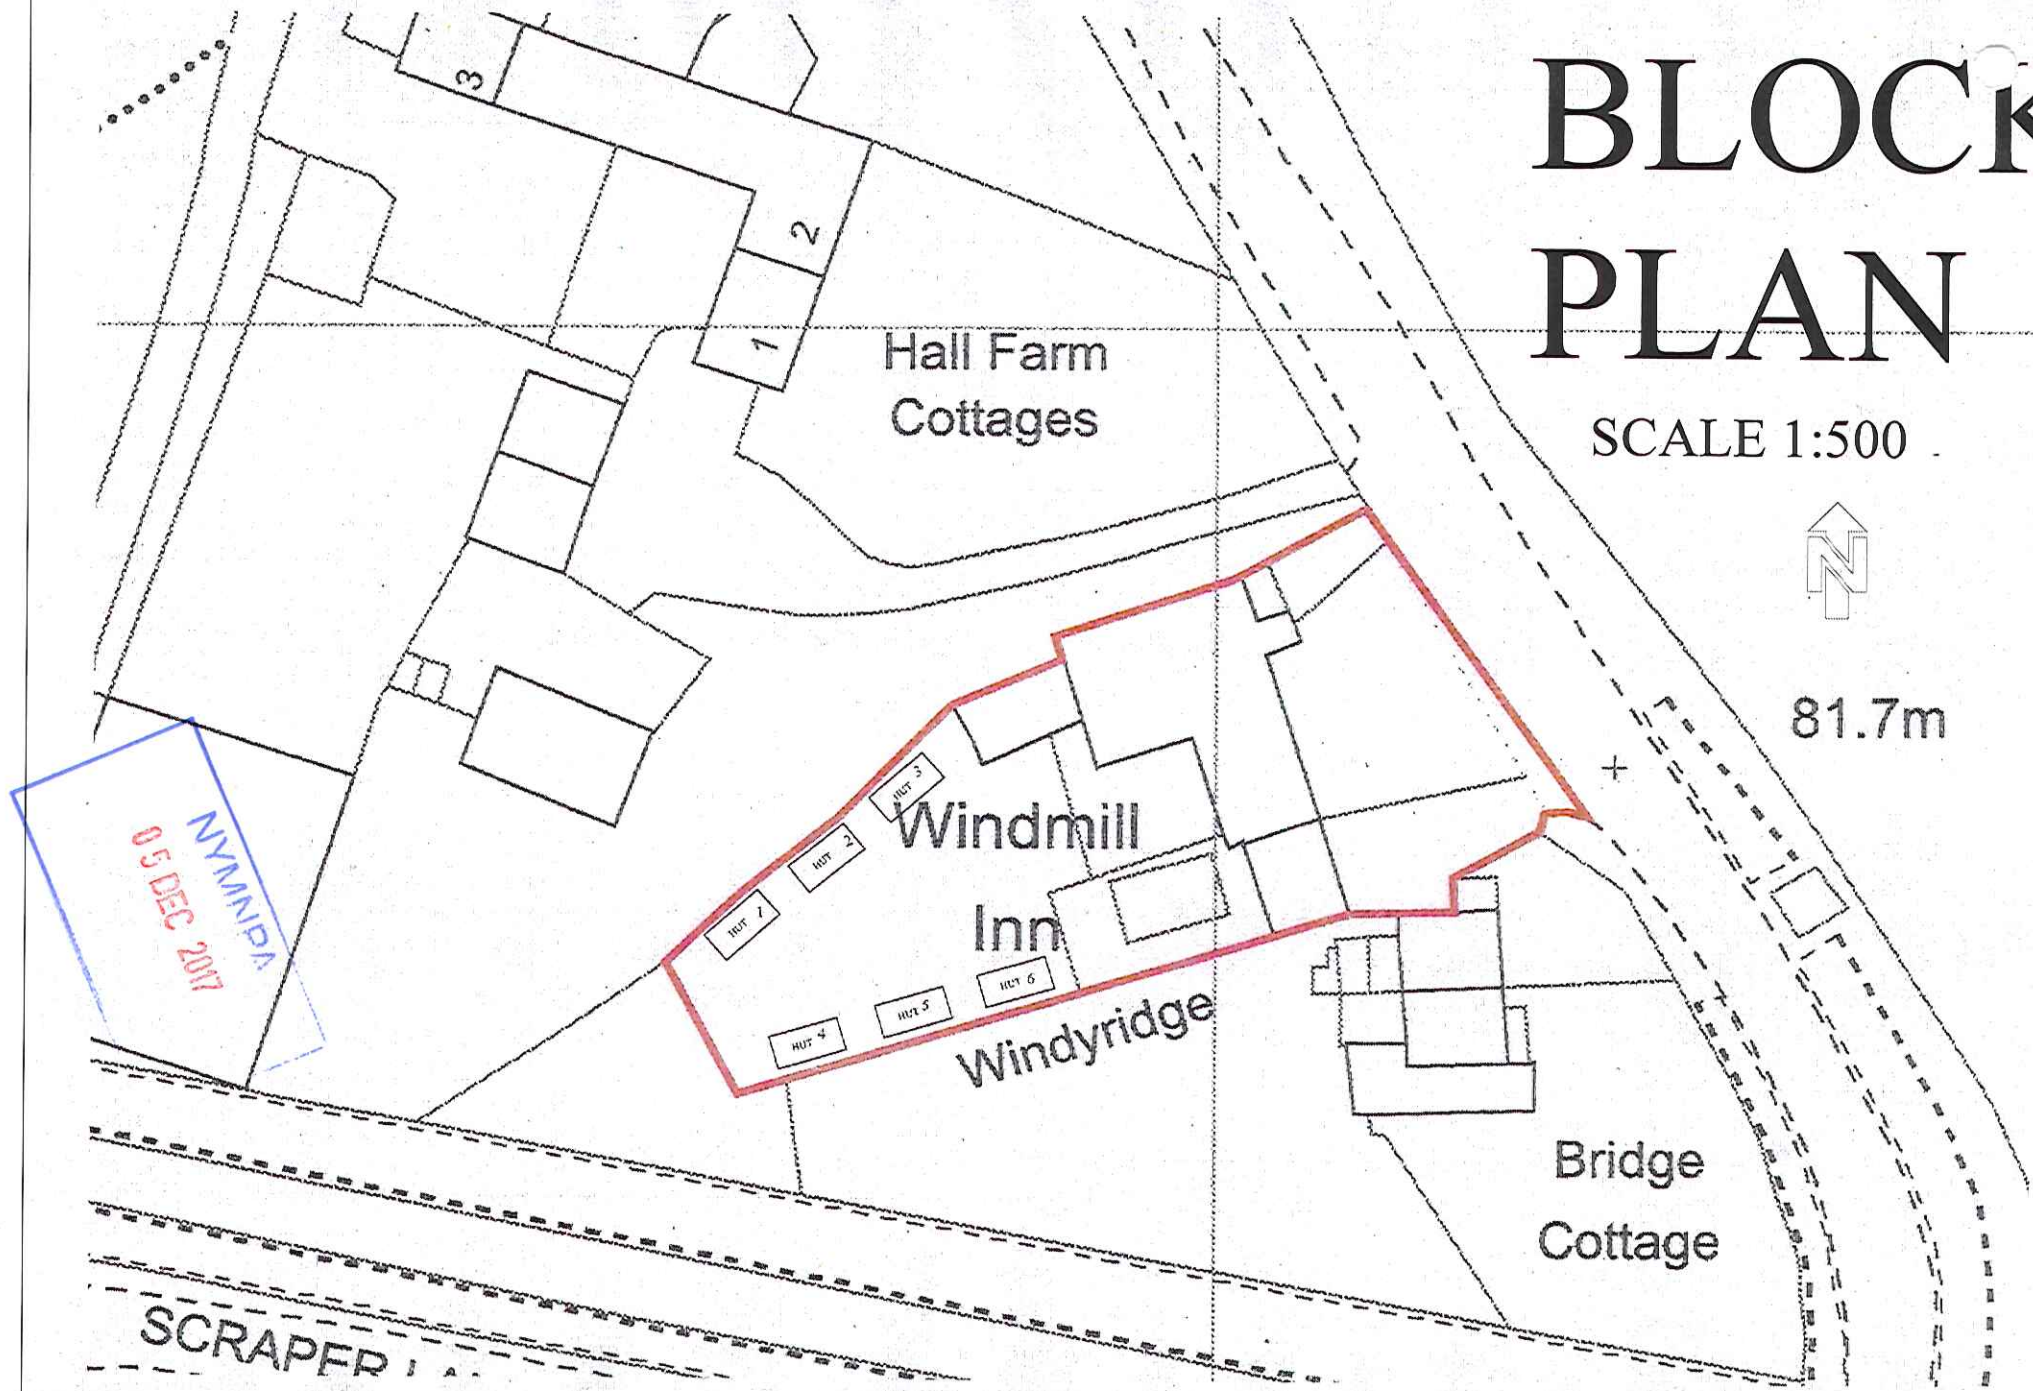 BLOCK
PLAN
SCALE 1:500
N
3
2
1
Hall Farm
Cottages
81.7m
HUT 3
Windmill
HUT 2
HUT 1
Inn
HUT 6
HUT 5
HUT 4
Windyridge
NYMNPA
05 DEC 2017
Bridge
Cottage
SCRAPER